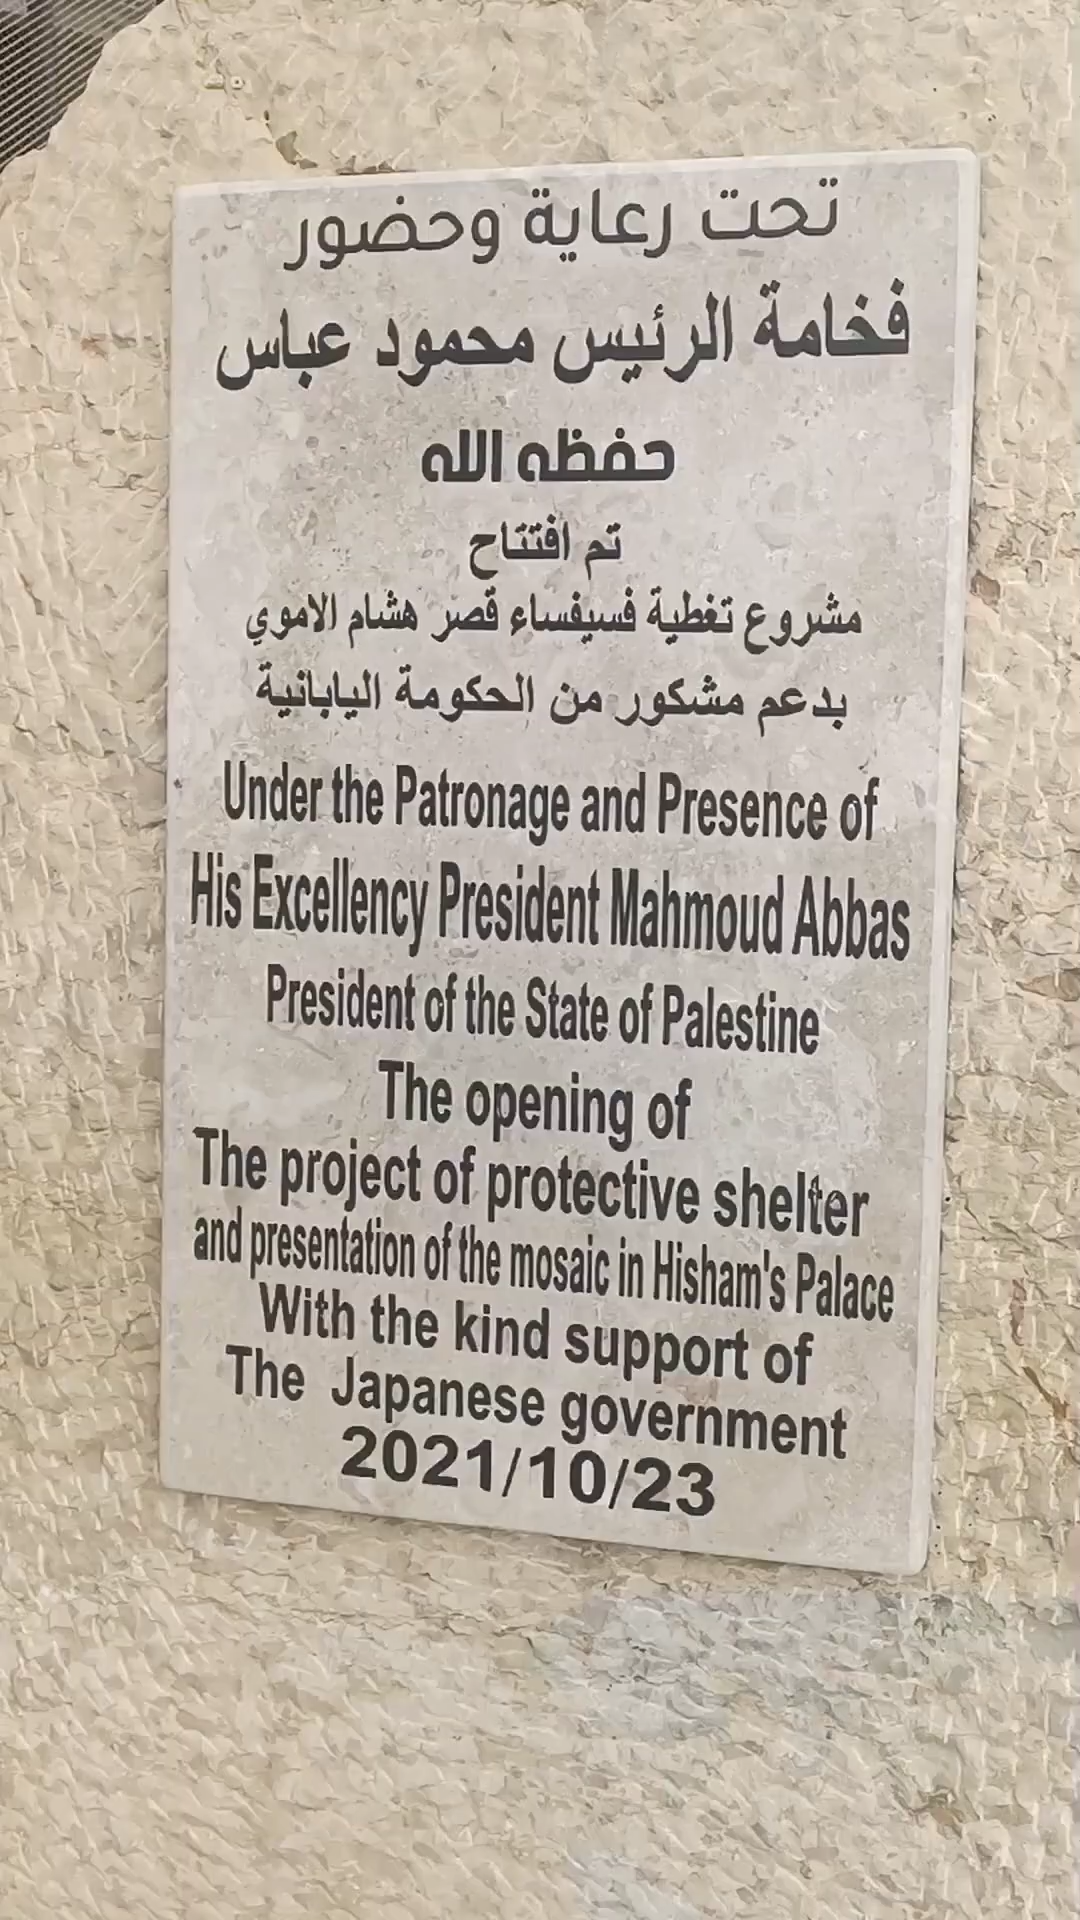 تحت رعاية وحضور
فخامة الرئيس محمود عباس
حفظه الله
تم افتتاح
مشروع تغطية فسيفساء قصر هشام الاموي
بدعم مشكور من الحكومة اليابانية
Under the Patronage and Presence of
His Excellency President Mahmoud Abbas
President of the State of Palestine
The opening of
The project of protective shelter
and presentation of the mosaic in Hisham's Palace
With the kind support of
The Japanese government
2021/10/23